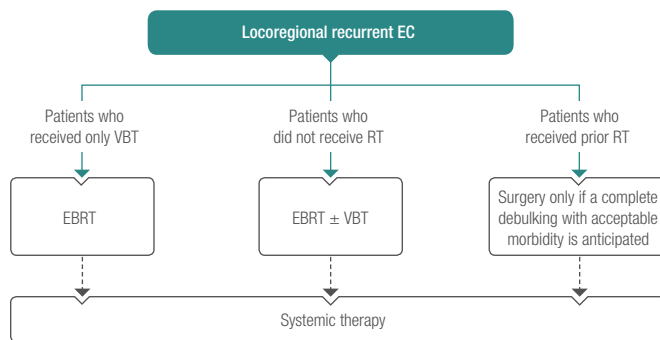 Locoregional recurrent EC
Patients who
received only VBT
Patients who
did not receive RT
Patients who
received prior RT
EBRT
EBRT ± VBT
Surgery only if a complete
debulking with acceptable
morbidity is anticipated
Systemic therapy